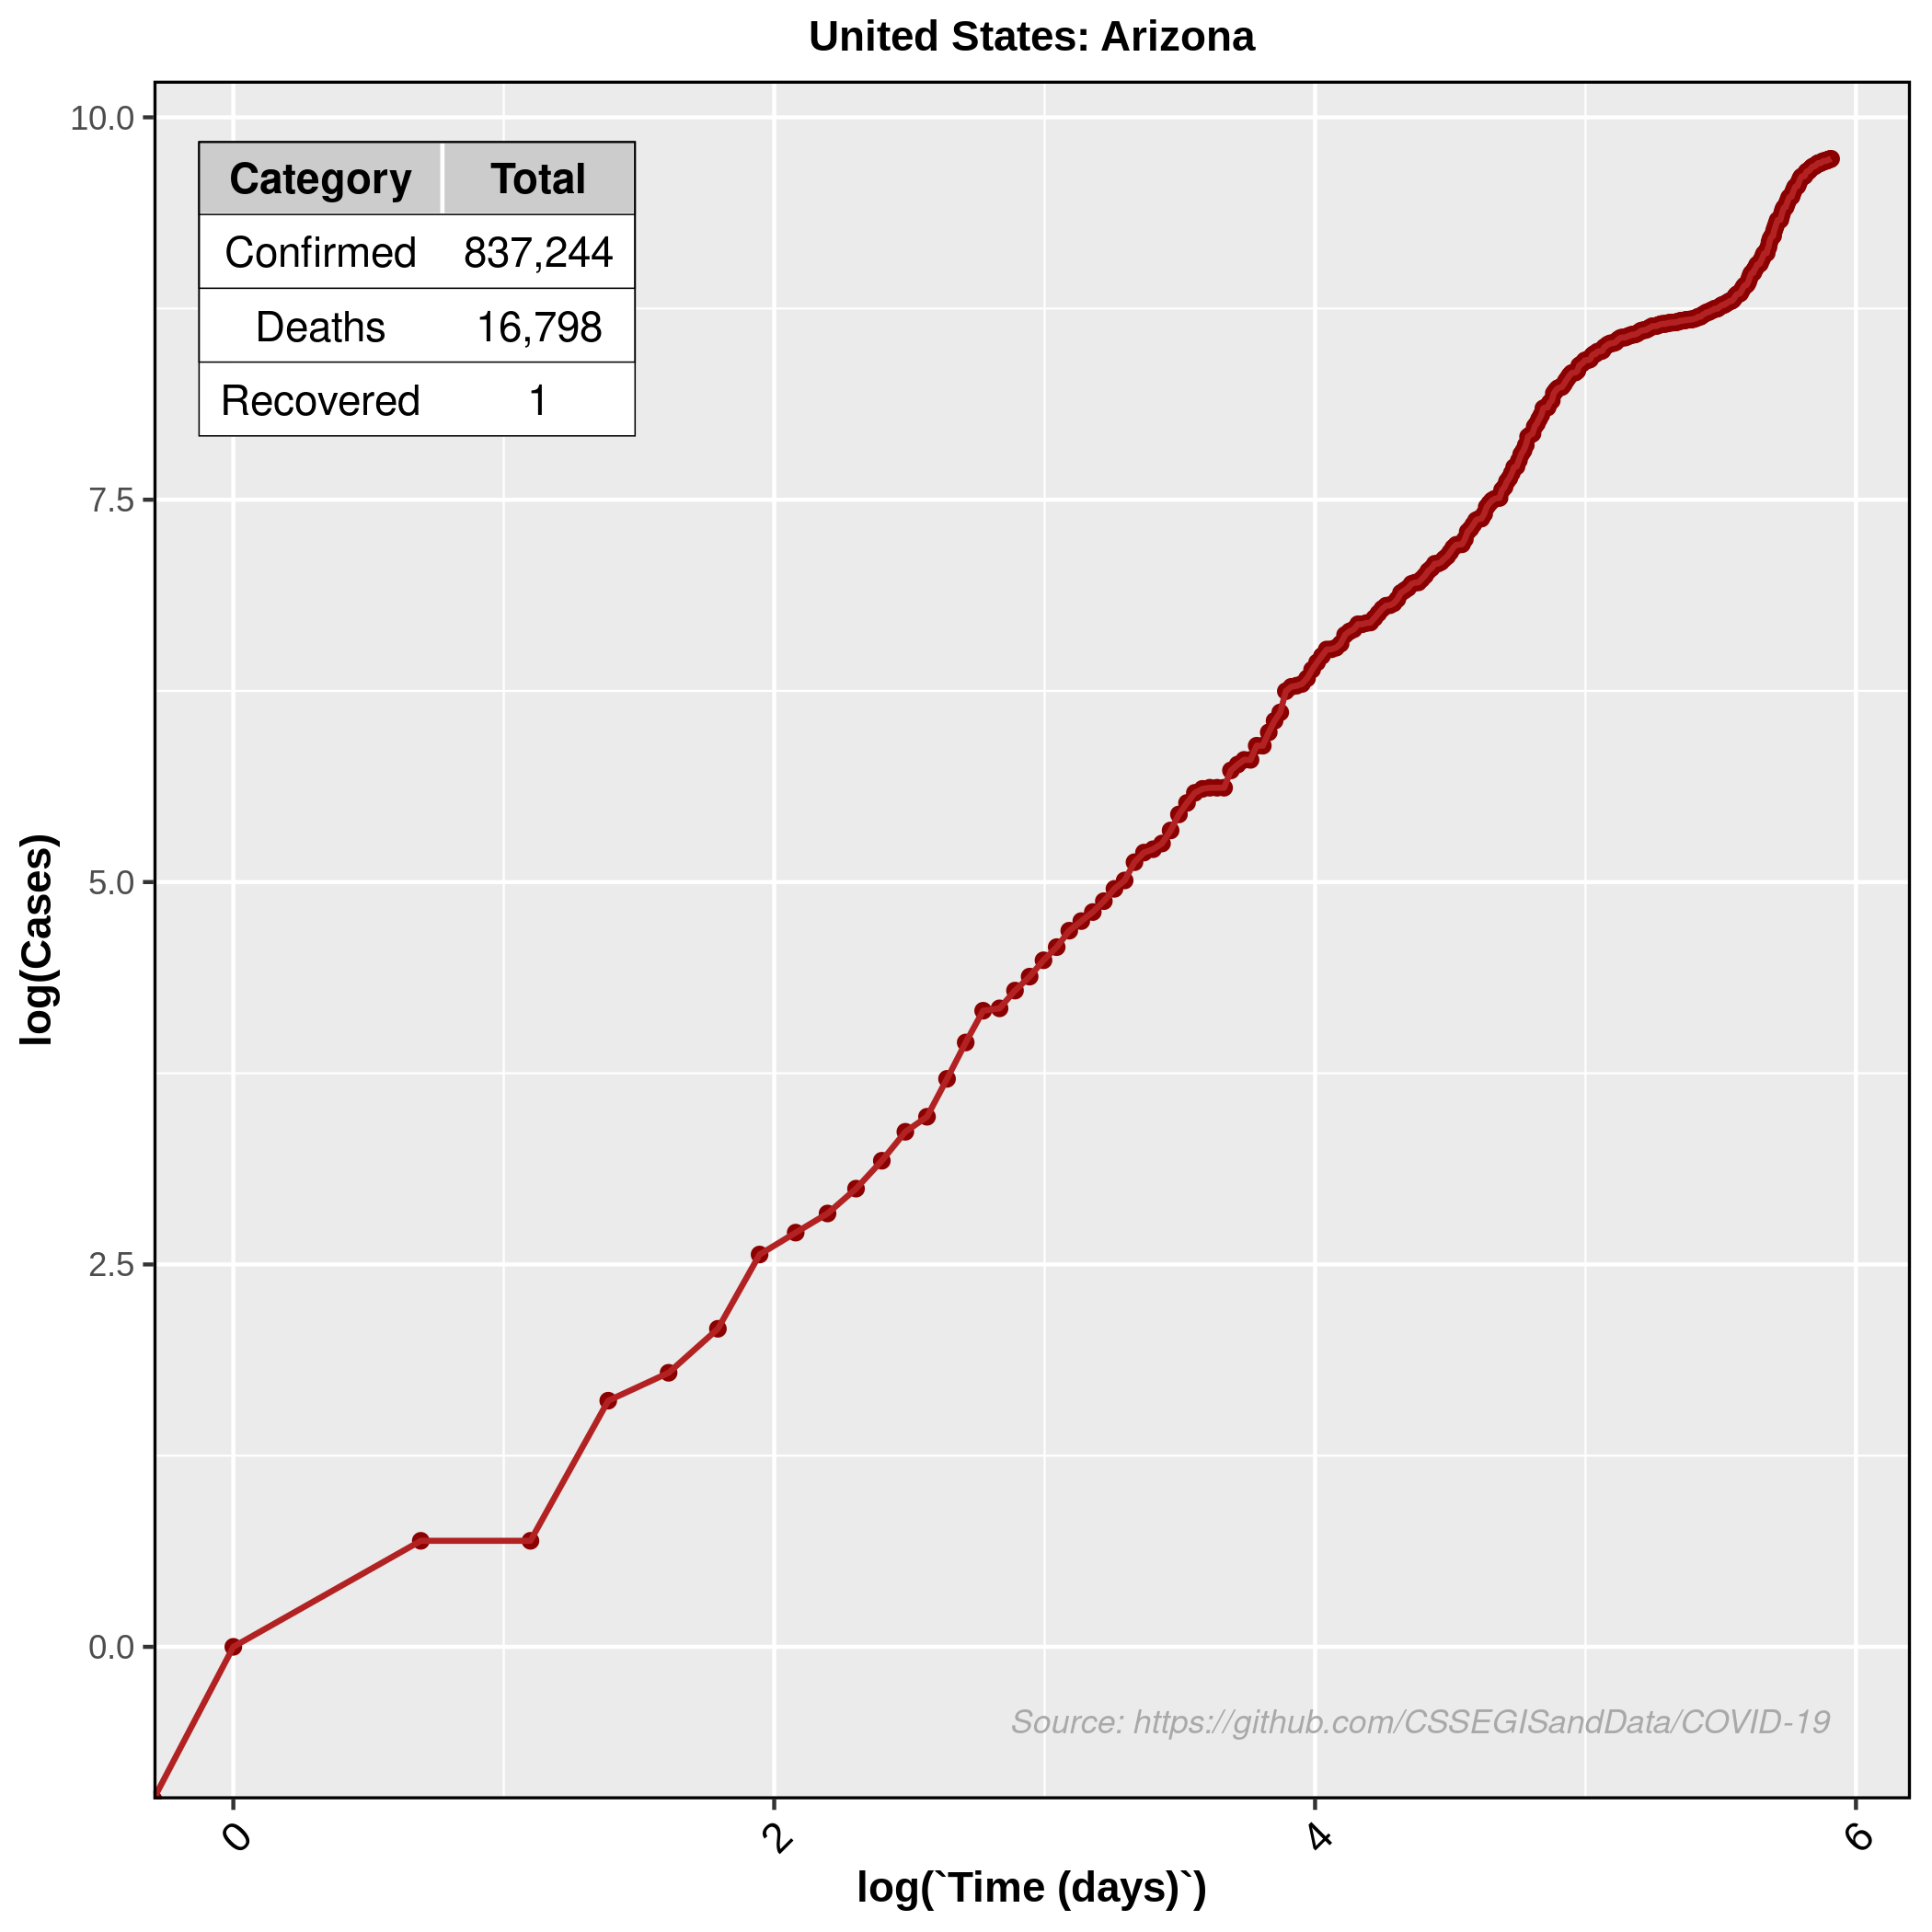 United States: Arizona
10.0
7.5
5.0
2.5
0.0
log(Cases)
Category Total
Confirmed 837,244
Deaths 16,798
Recovered 1
Source: https://github.com/CSSEGISandData/COVID-19
0 2 4 6
log(`Time (days)`)